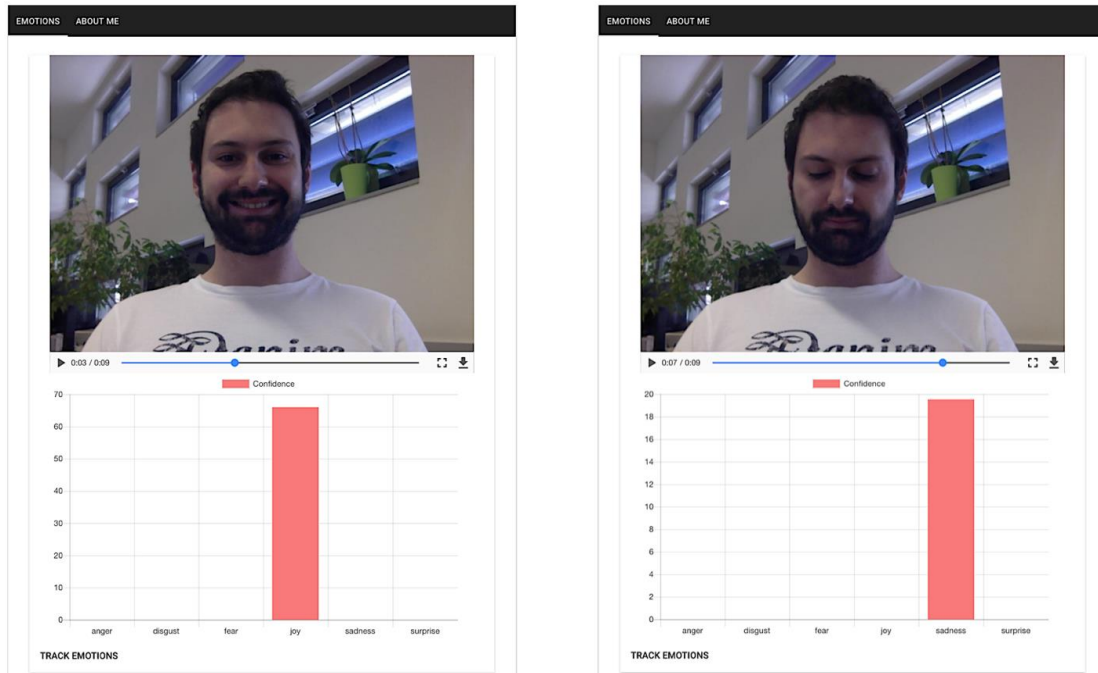 EMOTIONS ABOUT ME
0:03 / 0:09
Confidence
70
60
50
40
30
20
10
0
anger disgust fear joy sadness surprise
TRACK EMOTIONS
EMOTIONS ABOUT ME
0:07 / 0:09
Confidence
20
18
16
14
12
10
8
6
4
2
0
anger disgust fear joy sadness surprise
TRACK EMOTIONS